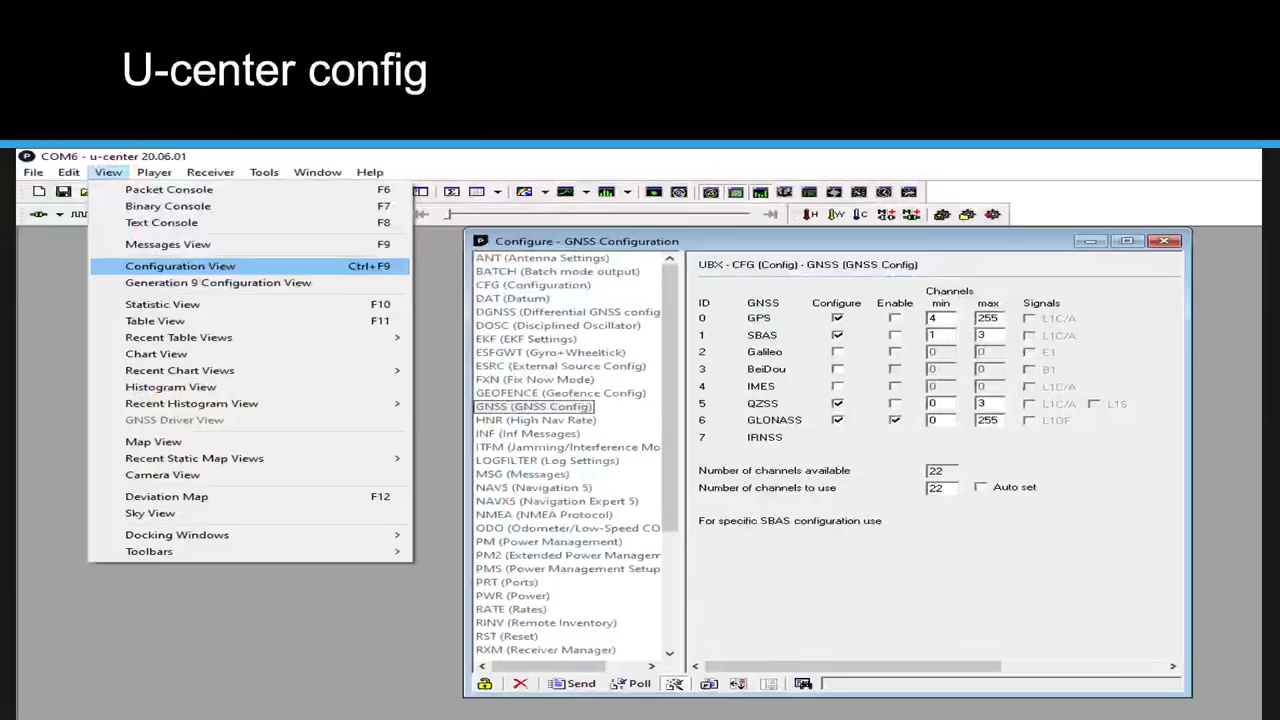 U-center config
COM6 - u-center 20.06.01
File Edit View Player Receiver Tools Window Help
Packet Console F6
Binary Console F7
Text Console F8
Messages View F9
Configuration View Ctrl+F9
Generation 9 Configuration View
Statistic View F10
Table View F11
Recent Table Views
Chart View
Recent Chart Views
Histogram View
Recent Histogram View
GNSS Driver View
Map View
Recent Static Map Views
Camera View
Deviation Map F12
Sky View
Docking Windows
Toolbars
Configure - GNSS Configuration
ANT (Antenna Settings)
BATCH (Batch mode output)
CFG (Configuration)
DAT (Datum)
DGNSS (Differential GNSS config
DOSC (Disciplined Oscillator)
EKF (EKF Settings)
ESFGWT (Gyro+Wheeltick)
ESRC (External Source Config)
FXN (Fix Now Mode)
GEOFENCE (Geofence Config)
GNSS (GNSS Config)
HNR (High Nav Rate)
INF (Inf Messages)
ITFM (Jamming/Interference Mo
LOGFILTER (Log Settings)
MSG (Messages)
NAV5 (Navigation 5)
NAVX5 (Navigation Expert 5)
NMEA (NMEA Protocol)
ODO (Odometer/Low-Speed CO
PM (Power Management)
PM2 (Extended Power Managem
PMS (Power Management Setup
PRT (Ports)
PWR (Power)
RATE (Rates)
RINV (Remote Inventory)
RST (Reset)
RXM (Receiver Manager)
UBX - CFG (Config) - GNSS (GNSS Config)
Channels
ID GNSS Configure Enable min max Signals
0 GPS 4 255 L1C/A
1 SBAS 1 3 L1C/A
2 Galileo 0 0 E1
3 BeiDou 0 0 B1
4 IMES 0 0 L1C/A
5 QZSS 0 3 L1C/A L1S
6 GLONASS 0 255 L1OF
7 IRNSS
Number of channels available 22
Number of channels to use 22 Auto set
For specific SBAS configuration use
Send Poll